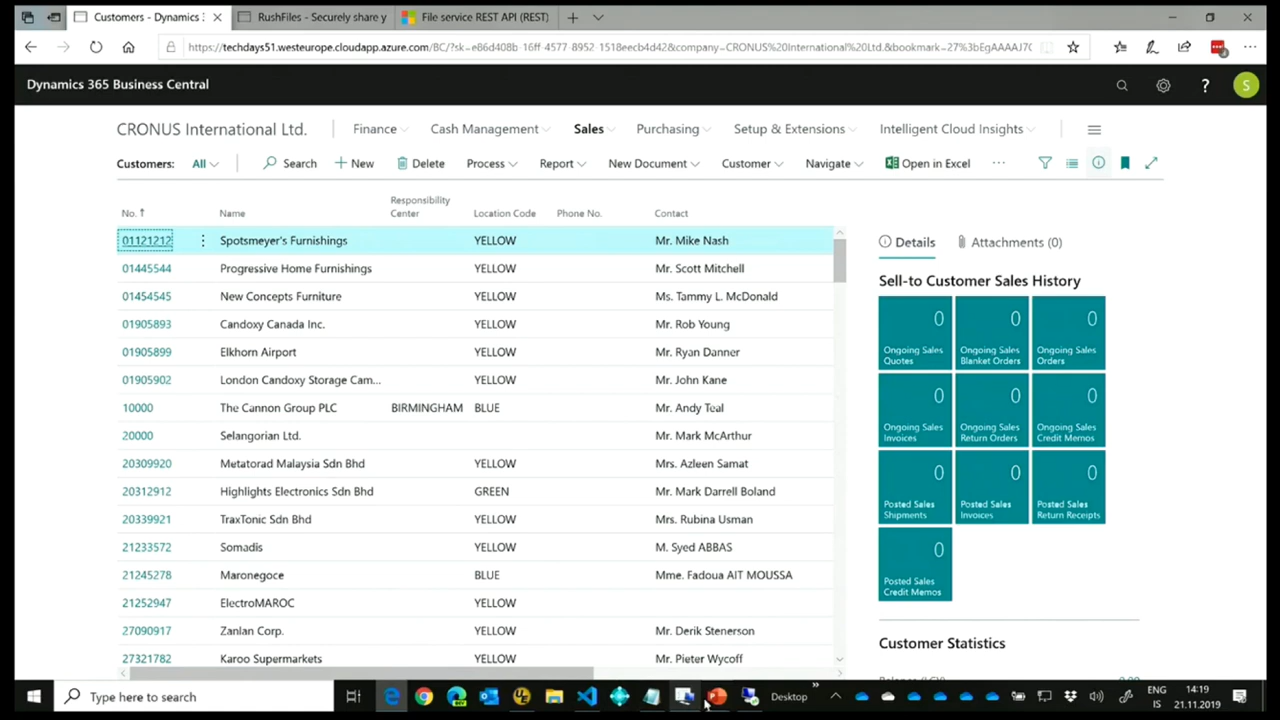 Customers - Dynamics :
RushFiles - Securely share y
File service REST API (REST)
https://techdays51.westeurope.cloudapp.azure.com/BC/?sk=e86d408b-16ff-4577-8952-1518eecb4d42&company=CRONUS%20International%20Ltd.&bookmark=27%3bEgAAAAJ7C
Dynamics 365 Business Central
?
S
CRONUS International Ltd.
Finance
Cash Management
Sales
Purchasing
Setup & Extensions
Intelligent Cloud Insights
Customers:
All
Search
New
Delete
Process
Report
New Document
Customer
Navigate
Open in Excel
No. ↑
Name
Responsibility
Center
Location Code
Phone No.
Contact
01121212 Spotsmeyer's Furnishings YELLOW Mr. Mike Nash
01445544 Progressive Home Furnishings YELLOW Mr. Scott Mitchell
01454545 New Concepts Furniture YELLOW Ms. Tammy L. McDonald
01905893 Candoxy Canada Inc. YELLOW Mr. Rob Young
01905899 Elkhorn Airport YELLOW Mr. Ryan Danner
01905902 London Candoxy Storage Cam... YELLOW Mr. John Kane
10000 The Cannon Group PLC BIRMINGHAM BLUE Mr. Andy Teal
20000 Selangorian Ltd. Mr. Mark McArthur
20309920 Metatorad Malaysia Sdn Bhd YELLOW Mrs. Azleen Samat
20312912 Highlights Electronics Sdn Bhd GREEN Mr. Mark Darrell Boland
20339921 TraxTonic Sdn Bhd YELLOW Mrs. Rubina Usman
21233572 Somadis YELLOW M. Syed ABBAS
21245278 Maronegoce BLUE Mme. Fadoua AIT MOUSSA
21252947 ElectroMAROC YELLOW
27090917 Zanlan Corp. YELLOW Mr. Derik Stenerson
27321782 Karoo Supermarkets YELLOW Mr. Pieter Wycoff
Details
Attachments (0)
Sell-to Customer Sales History
0
Ongoing Sales
Quotes
0
Ongoing Sales
Blanket Orders
0
Ongoing Sales
Orders
0
Ongoing Sales
Invoices
0
Ongoing Sales
Return Orders
0
Ongoing Sales
Credit Memos
0
Posted Sales
Shipments
0
Posted Sales
Invoices
0
Posted Sales
Return Receipts
0
Posted Sales
Credit Memos
Customer Statistics
Type here to search
Desktop
ENG
IS
14:19
21.11.2019